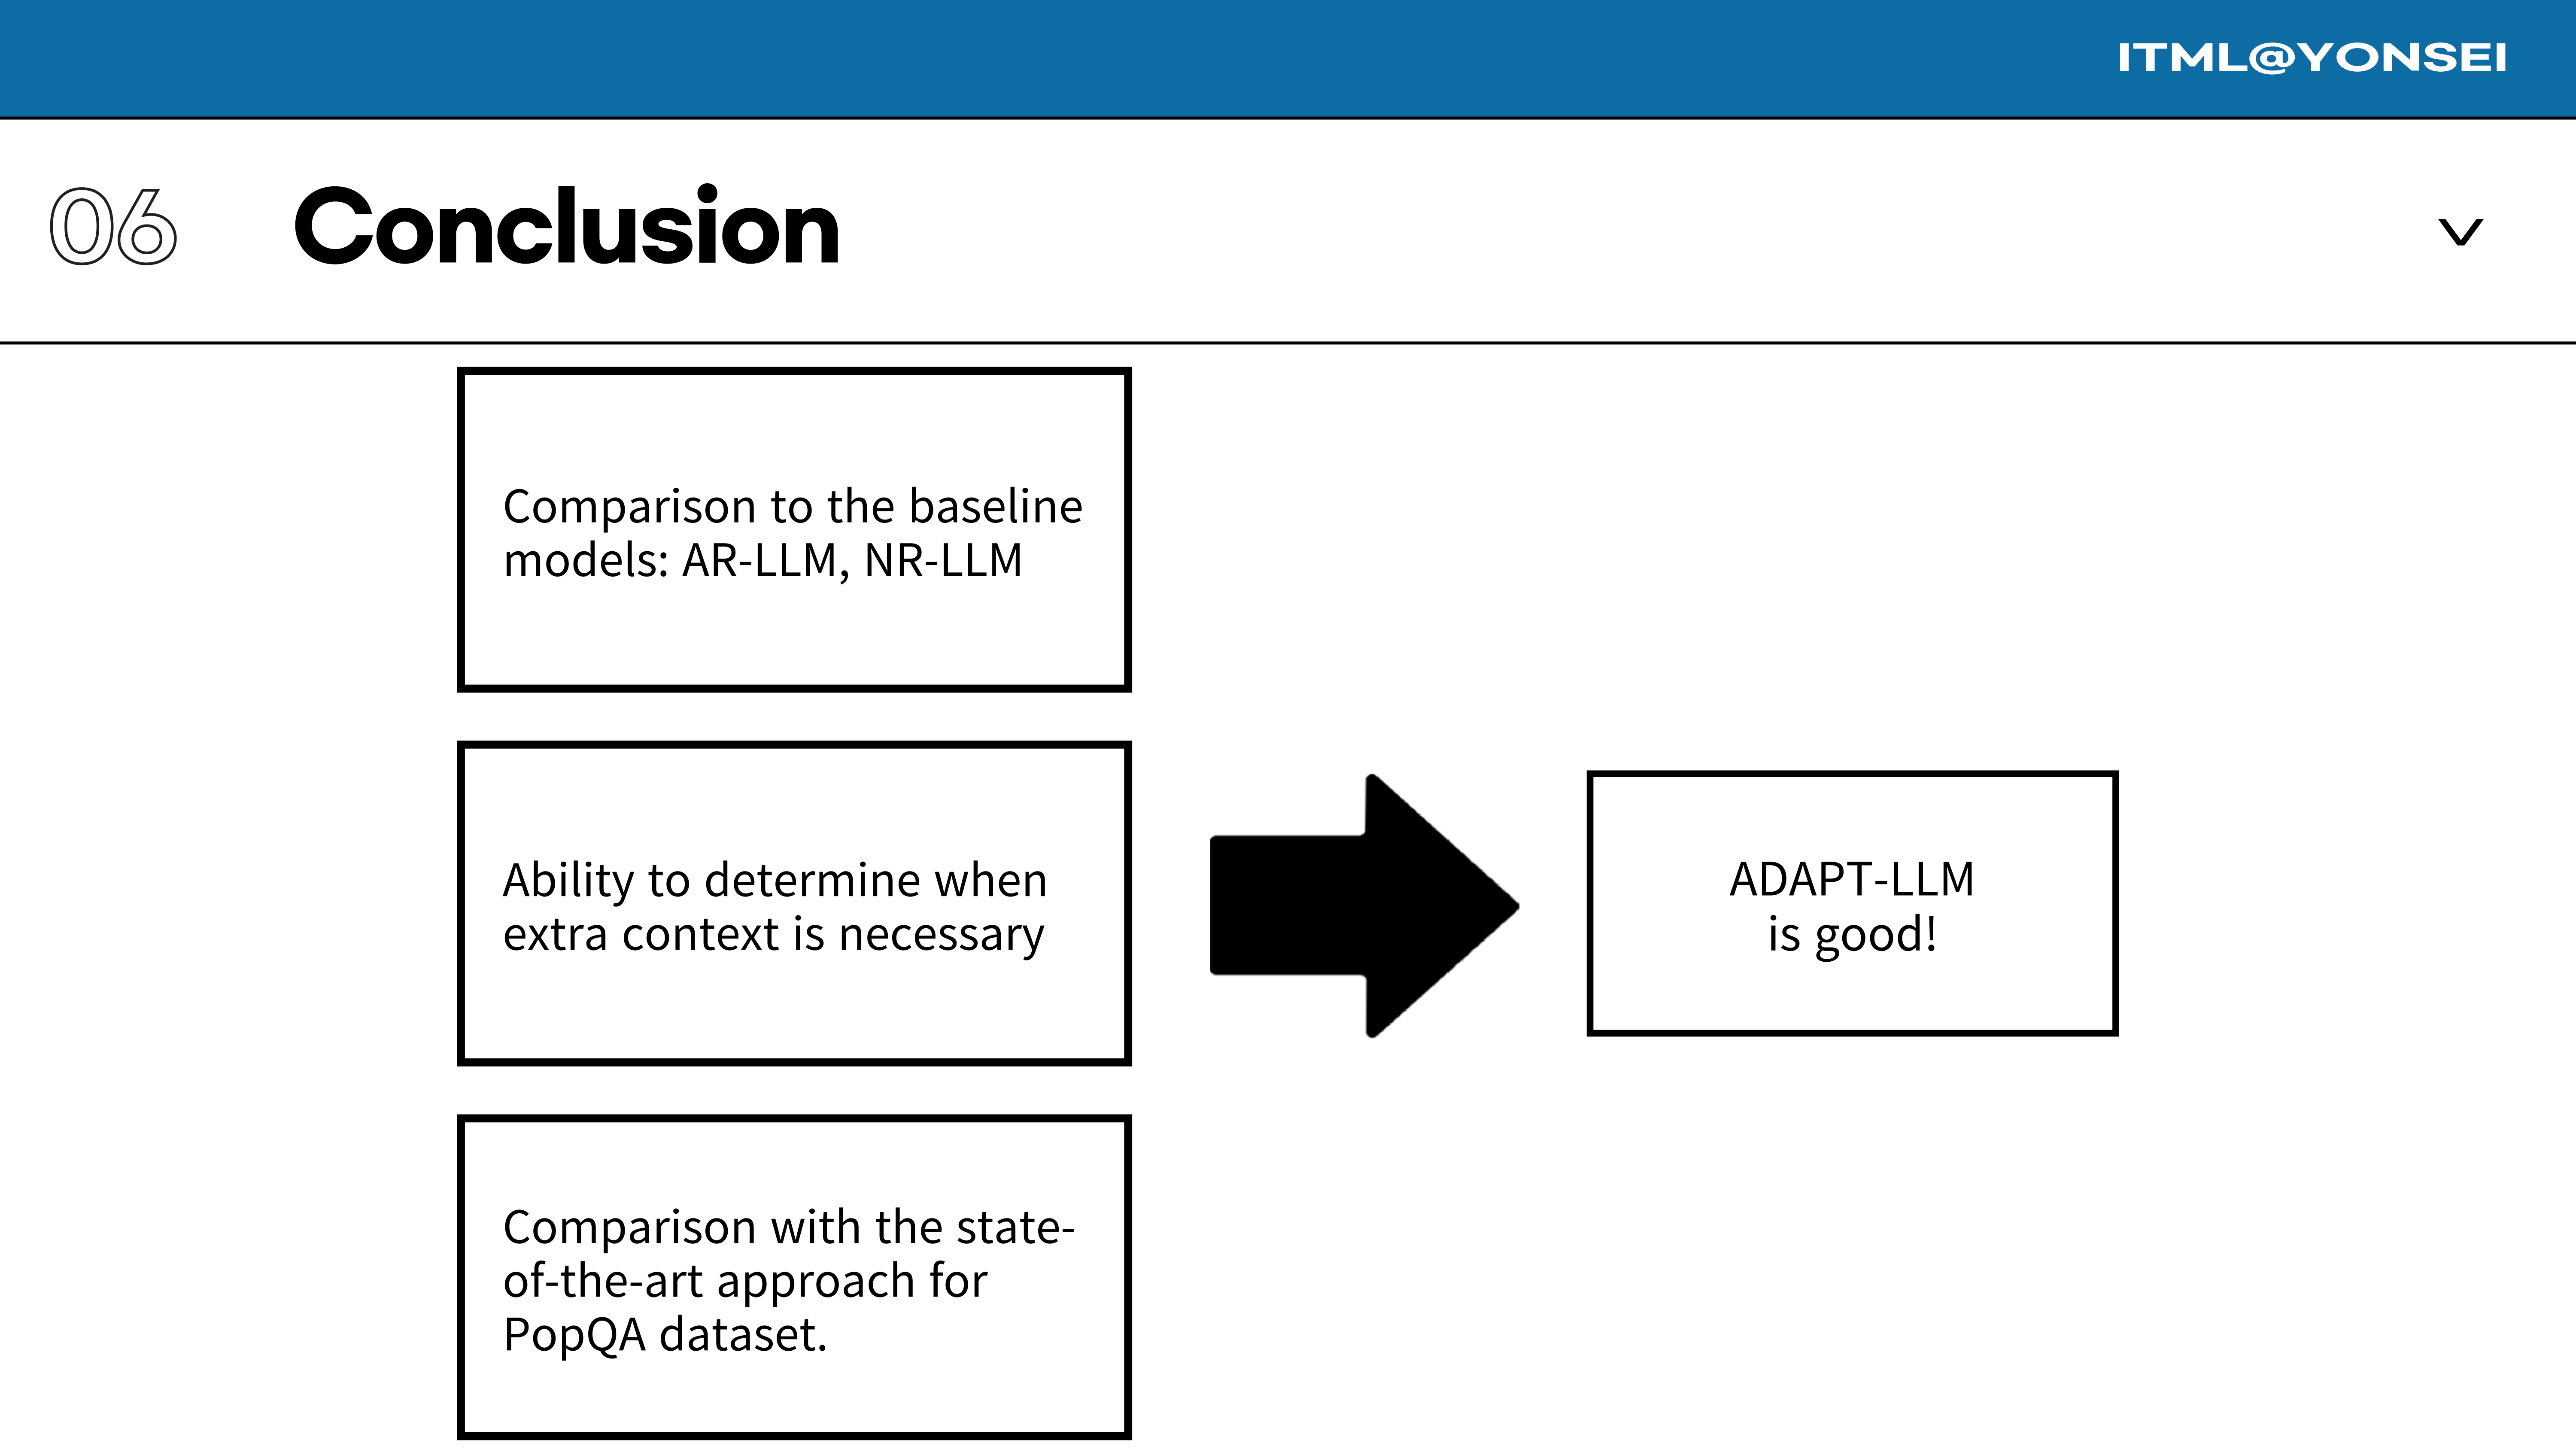 ITML@YONSEI
06 Conclusion
Comparison to the baseline
models: AR-LLM, NR-LLM
Ability to determine when
extra context is necessary
ADAPT-LLM
is good!
Comparison with the state-
of-the-art approach for
PopQA dataset.